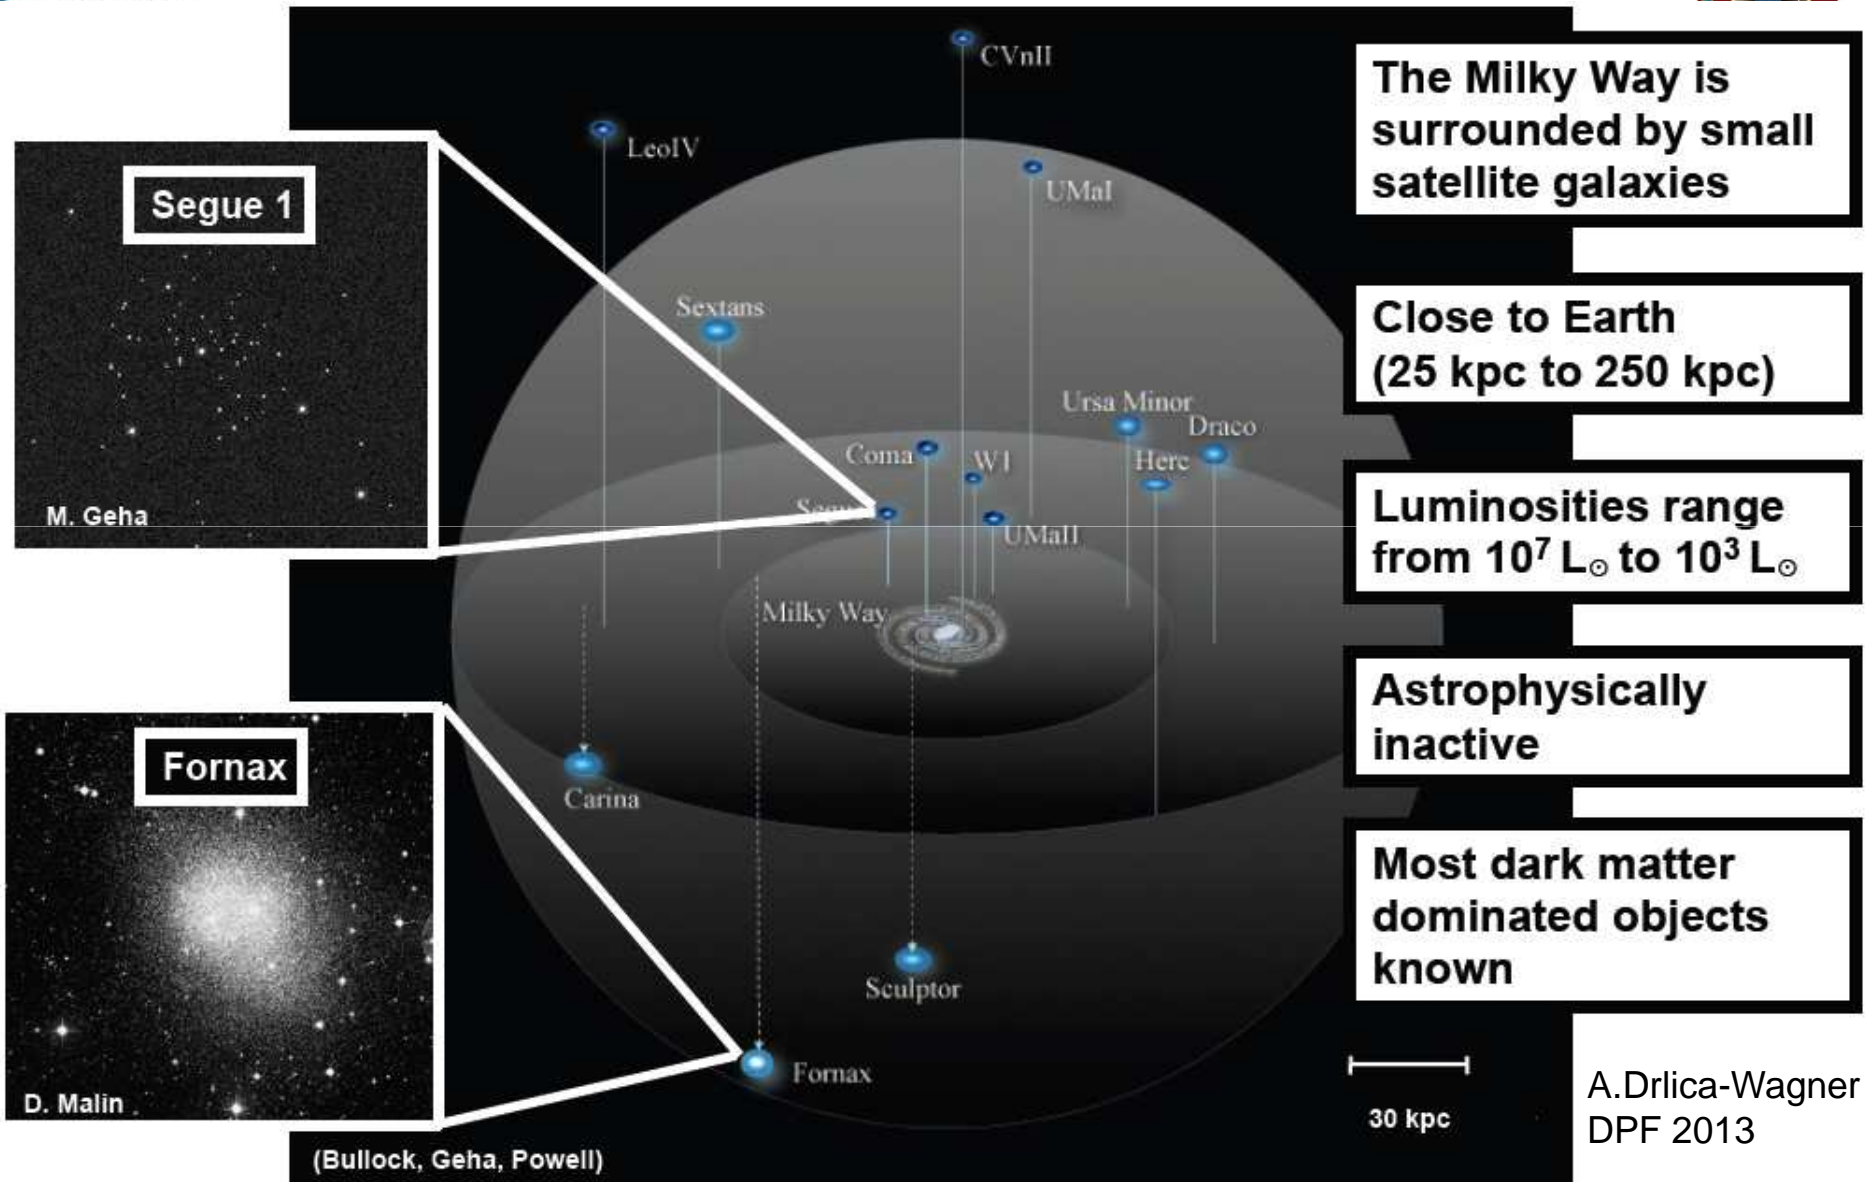 CVnII
LeoIV
UMaI
Segue 1
M. Geha
Sextans
Ursa Minor
Draco
Coma
W1
Herc
UMaII
Milky Way
Carina
Fornax
D. Malin
Sculptor
Fornax
(Bullock, Geha, Powell)
The Milky Way is
surrounded by small
satellite galaxies
Close to Earth
(25 kpc to 250 kpc)
Luminosities range
from 10⁷ L☉ to 10³ L☉
Astrophysically
inactive
Most dark matter
dominated objects
known
30 kpc
A.Drlica-Wagner
DPF 2013